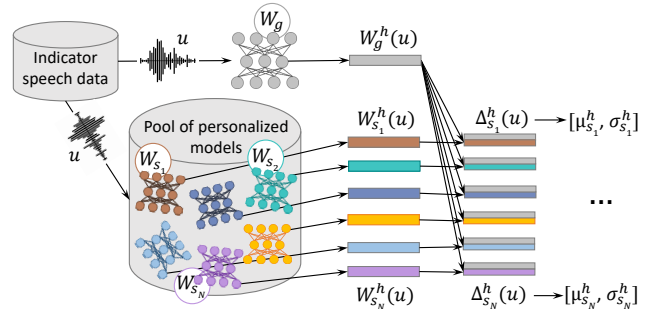 W_g
u
W_g^h(u)
Indicator
speech data
u
Pool of personalized
models
W_{s_1}
W_{s_2}
W_{s_N}
W_{s_1}^h(u)
Δ_{s_1}^h(u)
[μ_{s_1}^h, σ_{s_1}^h]
...
W_{s_N}^h(u)
Δ_{s_N}^h(u)
[μ_{s_N}^h, σ_{s_N}^h]